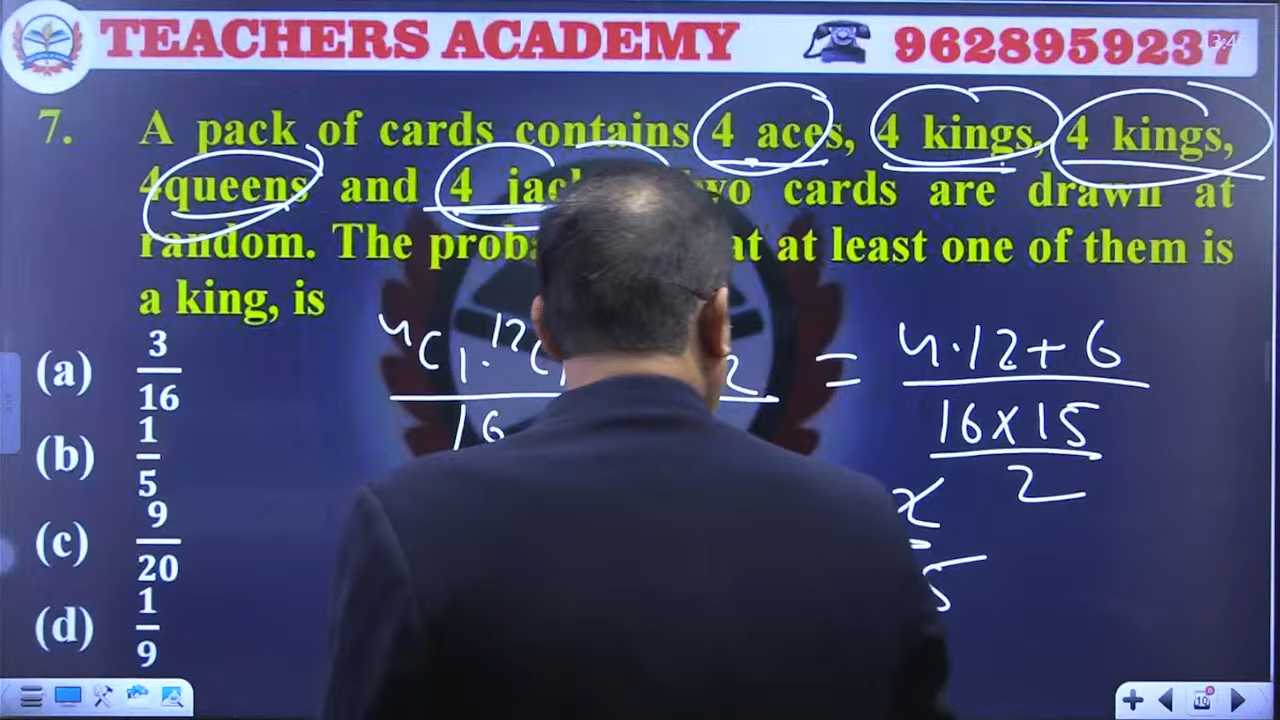 TEACHERS ACADEMY 9628959237
7. A pack of cards contains 4 aces, 4 kings, 4 kings,
4queens and 4 cards are drawn at
random. The at least one of them is
a king, is
(a) 3/16
(b) 1/5
(c) 9/20
(d) 1/9
= 4·12+6
16×15
2